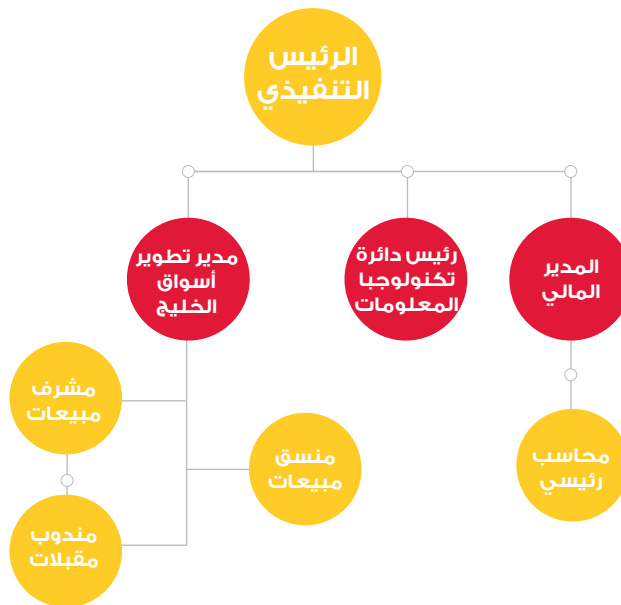 الرئيس
التنفيذي
المدير
المالي
رئيس دائرة
تكنولوجبا
المعلومات
مدير تطوير
أسواق
الخليج
مشرف
مبيعات
منسق
مبيعات
محاسب
رئيسي
مندوب
مقبلات